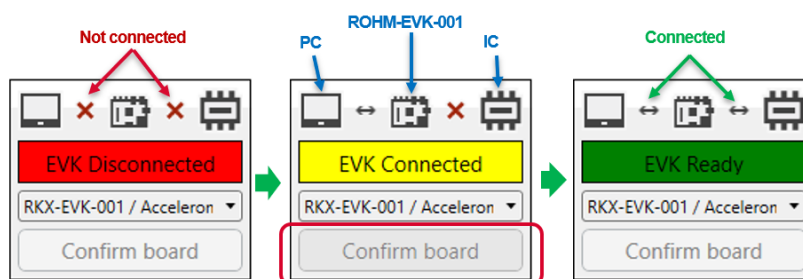 Not connected
ROHM-EVK-001
PC
IC
Connected
EVK Disconnected
RKX-EVK-001 / Acceleron
Confirm board
EVK Connected
RKX-EVK-001 / Acceleron
Confirm board
EVK Ready
RKX-EVK-001 / Acceleron
Confirm board